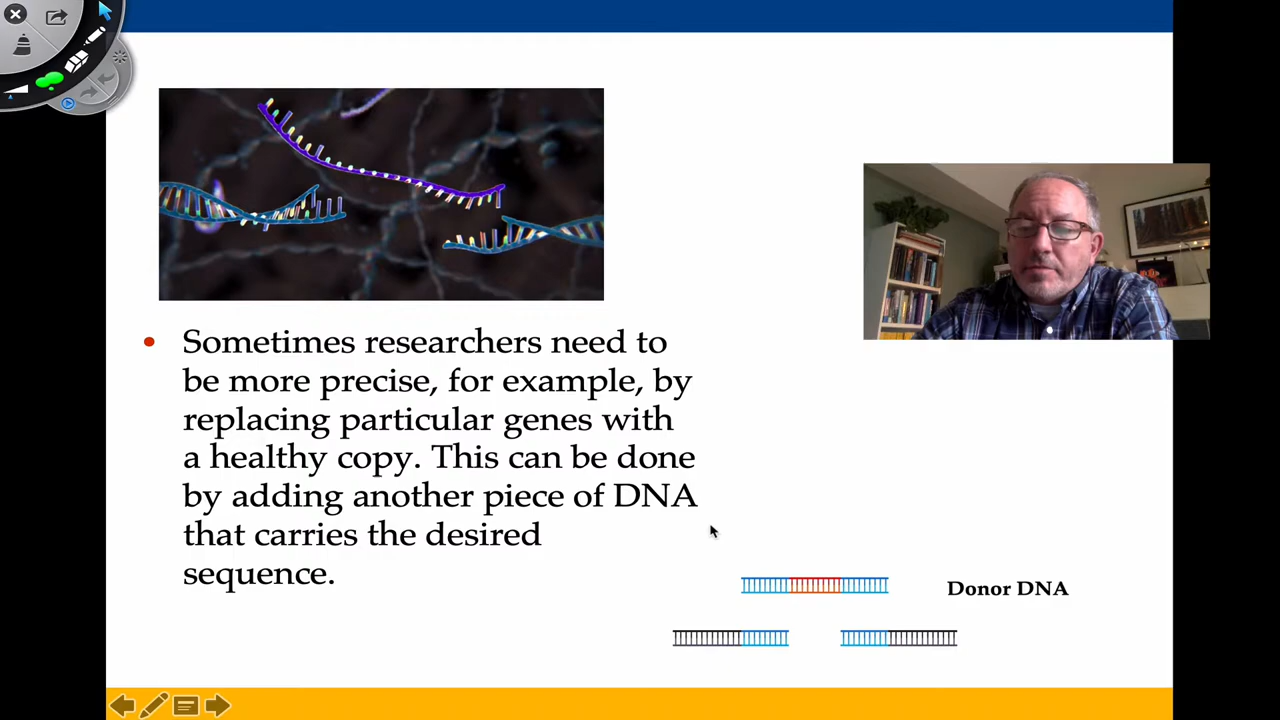 Sometimes researchers need to
be more precise, for example, by
replacing particular genes with
a healthy copy. This can be done
by adding another piece of DNA
that carries the desired
sequence.
Donor DNA